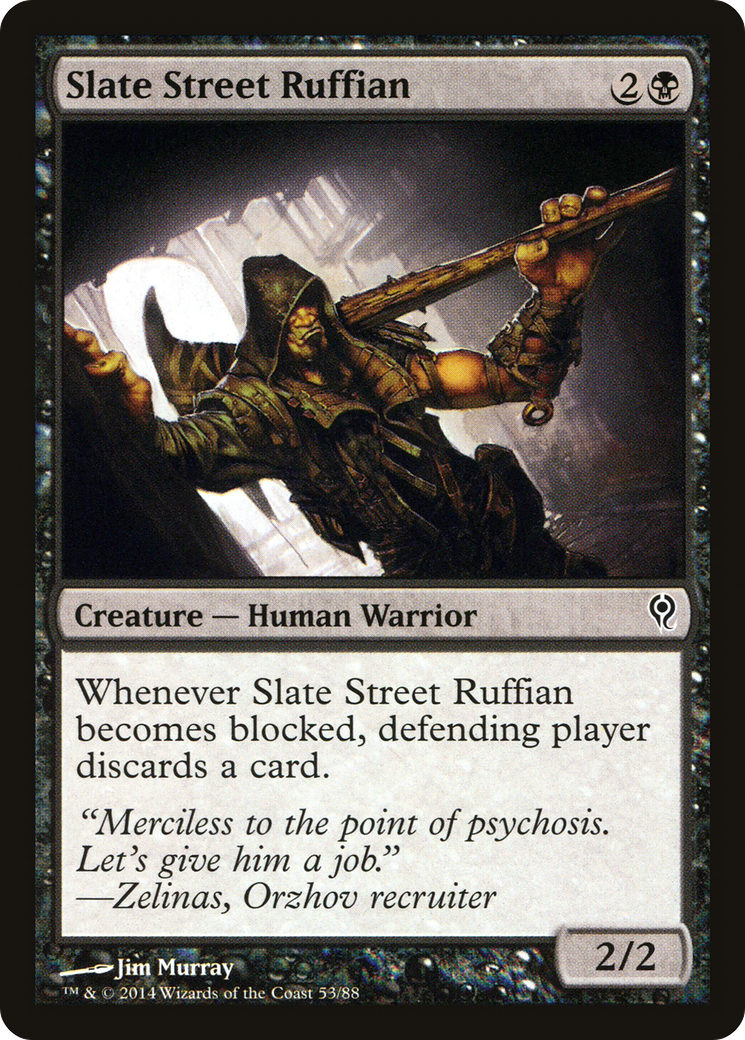 Slate Street Ruffian 2
Creature — Human Warrior
Whenever Slate Street Ruffian
becomes blocked, defending player
discards a card.
“Merciless to the point of psychosis.
Let’s give him a job.”
—Zelinas, Orzhov recruiter
2/2
Jim Murray
™ & © 2014 Wizards of the Coast 53/88